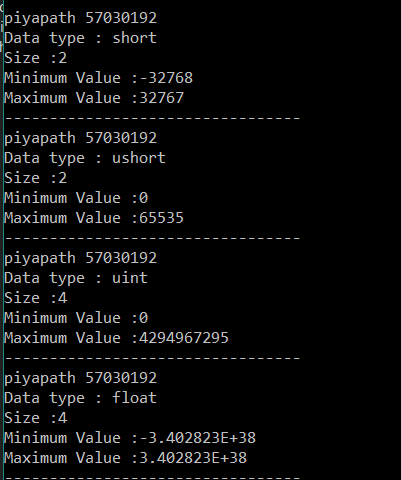 piyapath 57030192
Data type : short
Size :2
Minimum Value :-32768
Maximum Value :32767
---------------------------------
piyapath 57030192
Data type : ushort
Size :2
Minimum Value :0
Maximum Value :65535
---------------------------------
piyapath 57030192
Data type : uint
Size :4
Minimum Value :0
Maximum Value :4294967295
---------------------------------
piyapath 57030192
Data type : float
Size :4
Minimum Value :-3.402823E+38
Maximum Value :3.402823E+38
---------------------------------